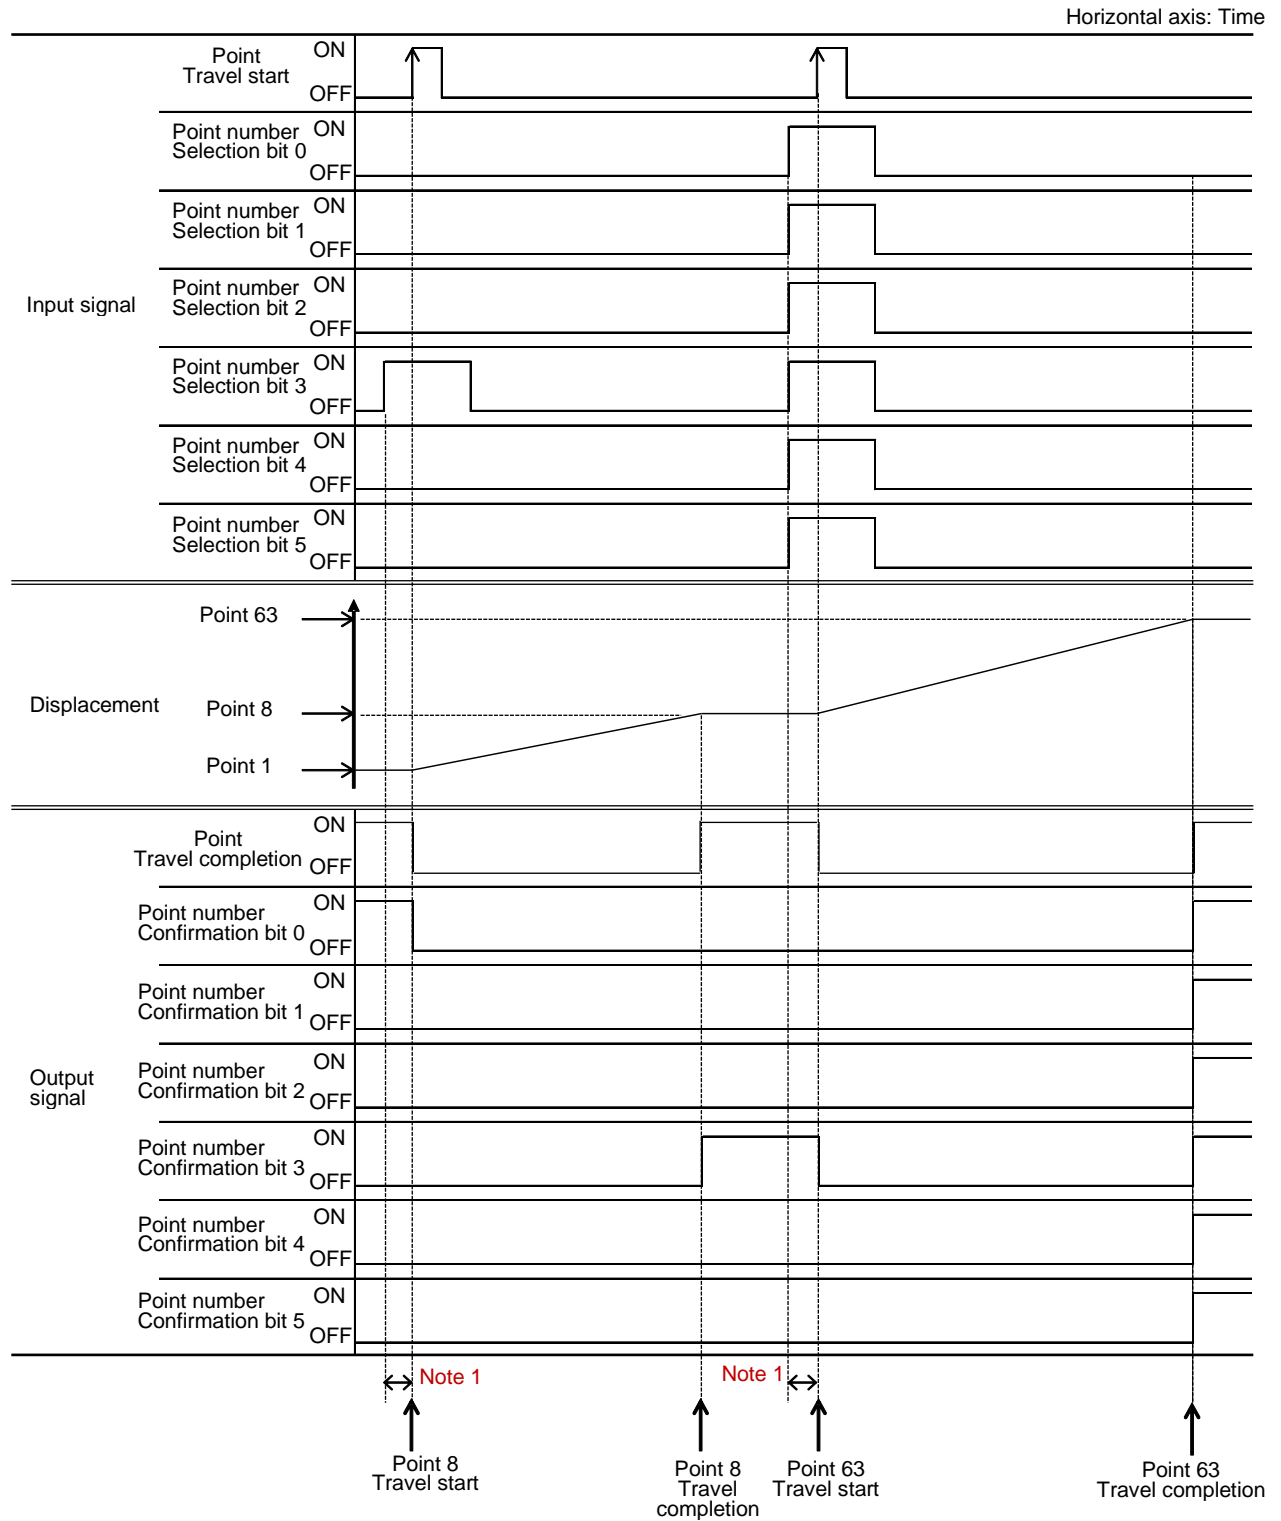 Horizontal axis: Time
Point
Travel start
ON
OFF
Point number
Selection bit 0
ON
OFF
Point number
Selection bit 1
ON
OFF
Input signal
Point number
Selection bit 2
ON
OFF
Point number
Selection bit 3
ON
OFF
Point number
Selection bit 4
ON
OFF
Point number
Selection bit 5
ON
OFF
Point 63
Displacement
Point 8
Point 1
Point
Travel completion
ON
OFF
Point number
Confirmation bit 0
ON
OFF
Point number
Confirmation bit 1
ON
OFF
Output
signal
Point number
Confirmation bit 2
ON
OFF
Point number
Confirmation bit 3
ON
OFF
Point number
Confirmation bit 4
ON
OFF
Point number
Confirmation bit 5
ON
OFF
Note 1
Note 1
Point 8
Travel start
Point 8
Travel
completion
Point 63
Travel start
Point 63
Travel completion